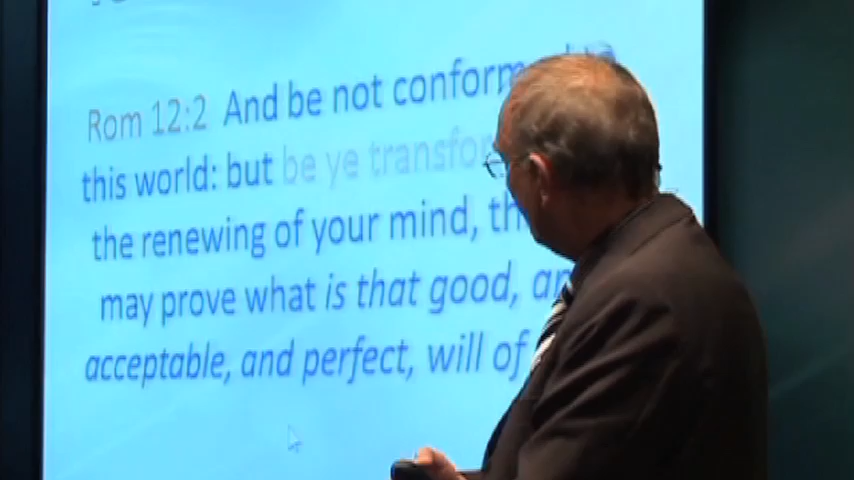 Rom 12:2 And be not conform
this world: but be ye transfor
the renewing of your mind, th
may prove what is that good, an
acceptable, and perfect, will of